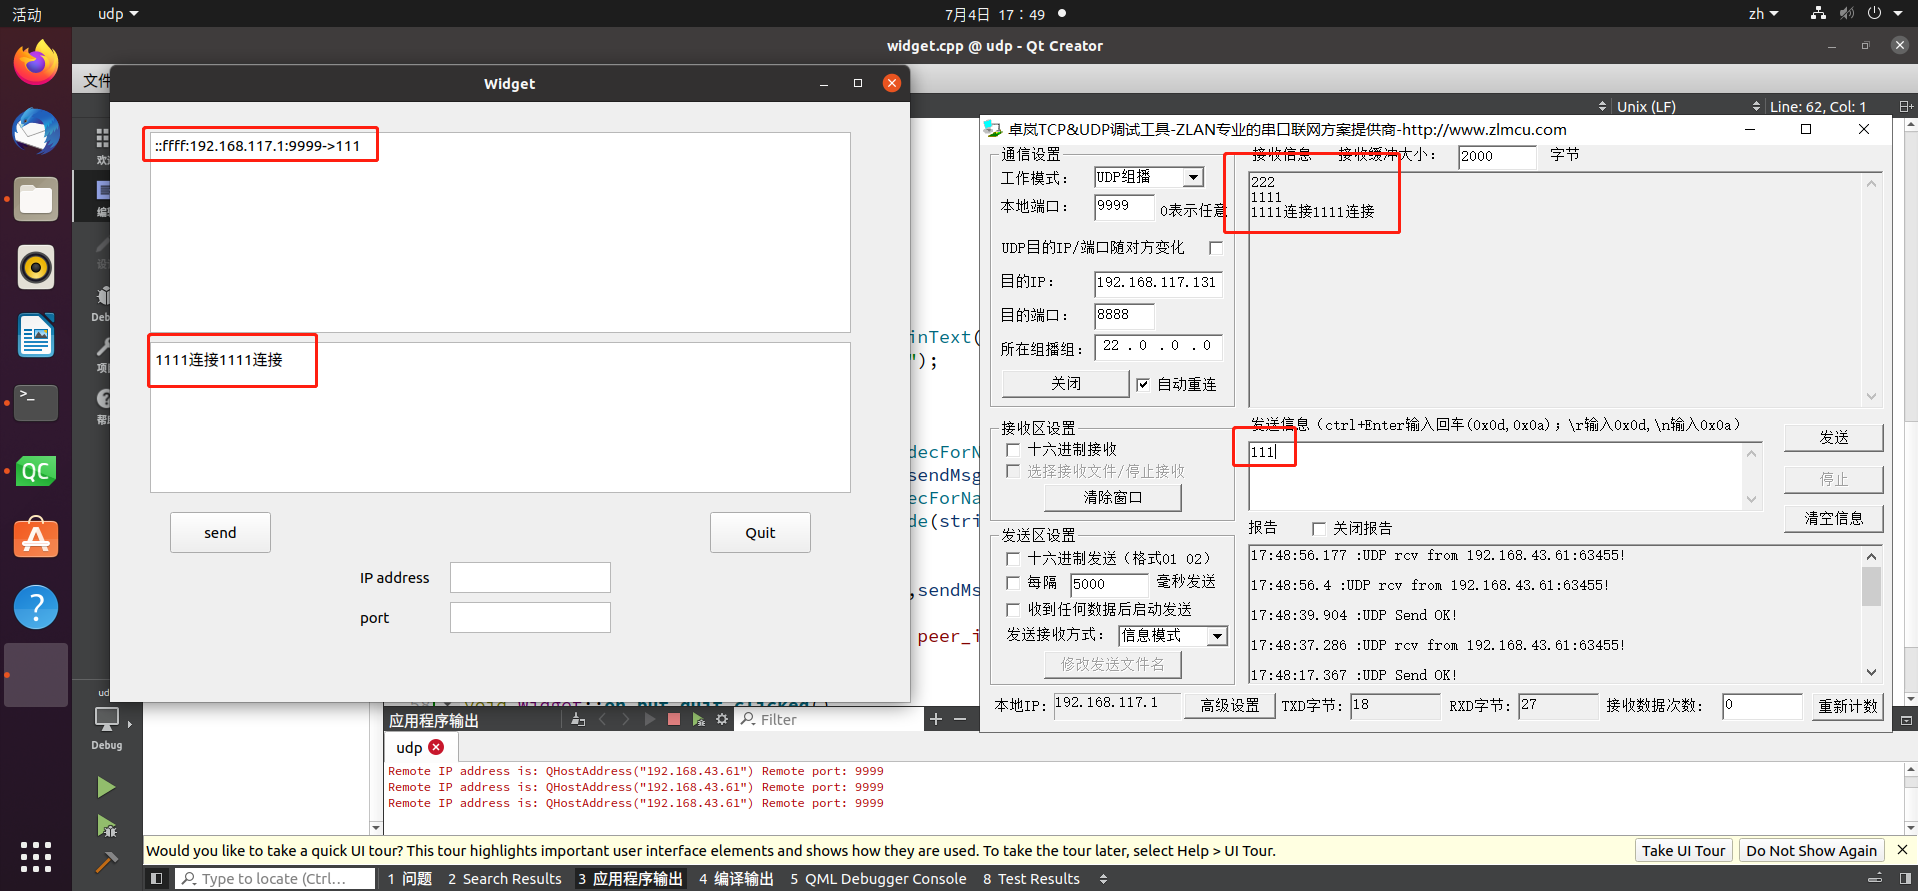 活动
udp
7月4日 17：49
zh
widget.cpp @ udp - Qt Creator
文件
Widget
Unix (LF)
Line: 62, Col: 1
::ffff:192.168.117.1:9999->111
1111连接1111连接
send
Quit
IP address
port
inText(
");
decForN
sendMsg
ecForNa
de(stri
,sendMs
peer_i
卓岚TCP&UDP调试工具-ZLAN专业的串口联网方案提供商-http://www.zlmcu.com
通信设置
工作模式：
UDP组播
本地端口：
9999
0表示任意
UDP目的IP/端口随对方变化
目的IP：
192.168.117.131
目的端口：
8888
所在组播组：
22 . 0 . 0 . 0
关闭
自动重连
接收区设置
十六进制接收
选择接收文件/停止接收
清除窗口
发送区设置
十六进制发送（格式01 02）
每隔
5000
毫秒发送
收到任何数据后启动发送
发送接收方式：
信息模式
修改发送文件名
接收信息
接收缓冲大小：
2000
字节
222
1111
1111连接1111连接
发送信息（ctrl+Enter输入回车(0x0d,0x0a)；\r输入0x0d,\n输入0x0a）
111
发送
停止
清空信息
报告
关闭报告
17:48:56.177 :UDP rcv from 192.168.43.61:63455!
17:48:56.4 :UDP rcv from 192.168.43.61:63455!
17:48:39.904 :UDP Send OK!
17:48:37.286 :UDP rcv from 192.168.43.61:63455!
17:48:17.367 :UDP Send OK!
本地IP：
192.168.117.1
高级设置
TXD字节：
18
RXD字节：
27
接收数据次数：
0
重新计数
Debug
应用程序输出
Filter
udp
Remote IP address is: QHostAddress("192.168.43.61") Remote port: 9999
Remote IP address is: QHostAddress("192.168.43.61") Remote port: 9999
Remote IP address is: QHostAddress("192.168.43.61") Remote port: 9999
Would you like to take a quick UI tour? This tour highlights important user interface elements and shows how they are used. To take the tour later, select Help > UI Tour.
Take UI Tour
Do Not Show Again
Type to locate (Ctrl...
1 问题
2 Search Results
3 应用程序输出
4 编译输出
5 QML Debugger Console
8 Test Results